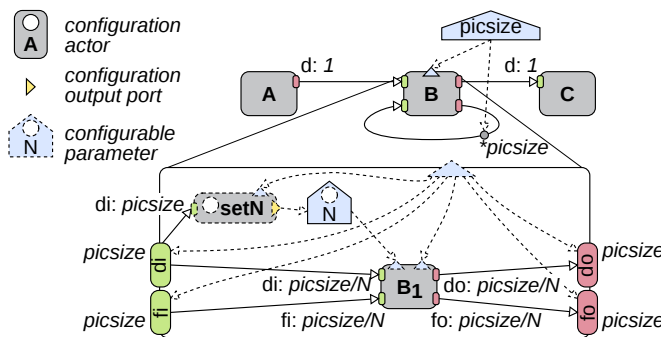 A
configuration
actor
configuration
output port
N
configurable
parameter
picsize
d: 1
d: 1
A
B
C
*picsize
di: picsize
setN
N
picsize
di
do
picsize
B1
di: picsize/N
do: picsize/N
picsize
fi
fi: picsize/N
fo: picsize/N
fo
picsize